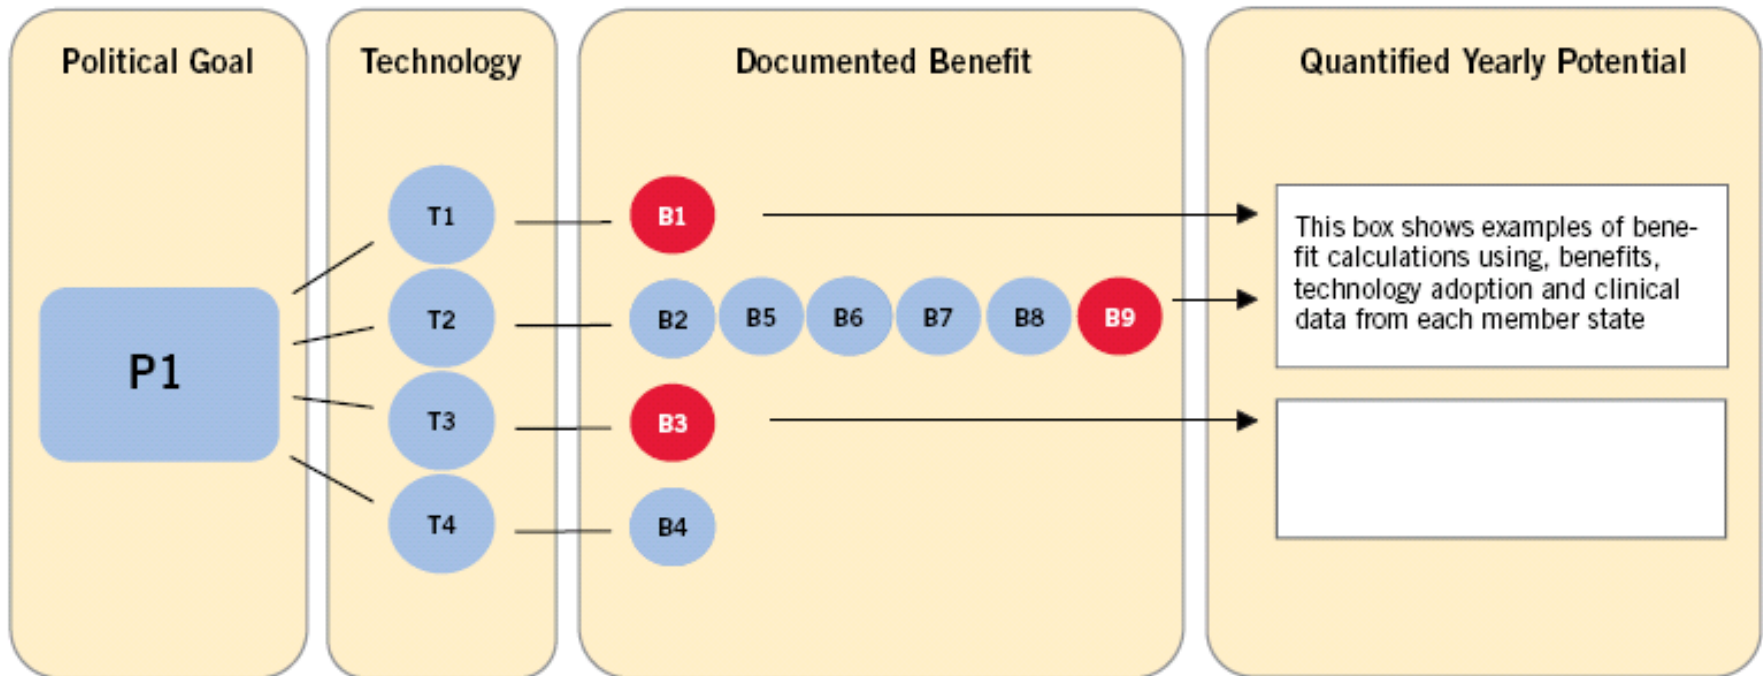 Political Goal
Technology
Documented Benefit
Quantified Yearly Potential
P1
T1
T2
T3
T4
B1
B2
B5
B6
B7
B8
B9
B3
B4
This box shows examples of bene-
fit calculations using, benefits,
technology adoption and clinical
data from each member state